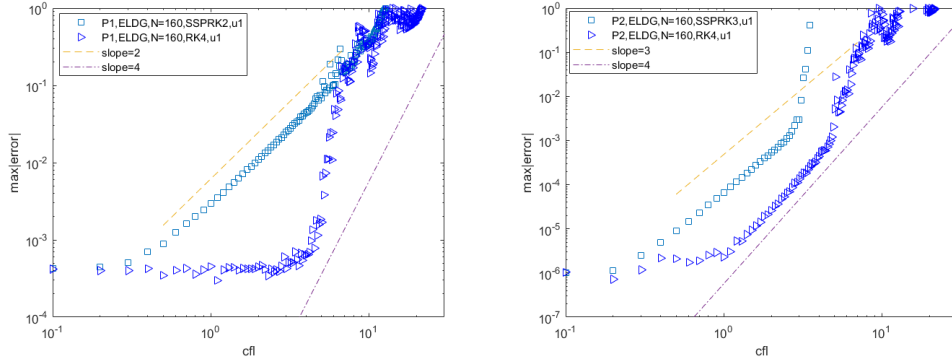 10^0
10^-1
10^-2
10^-3
10^-4
max|error|
P1,ELDG,N=160,SSPRK2,u1
P1,ELDG,N=160,RK4,u1
slope=2
slope=4
10^-1
10^0
10^1
cfl
10^0
10^-1
10^-2
10^-3
10^-4
10^-5
10^-6
10^-7
max|error|
P2,ELDG,N=160,SSPRK3,u1
P2,ELDG,N=160,RK4,u1
slope=3
slope=4
10^-1
10^0
10^1
cfl